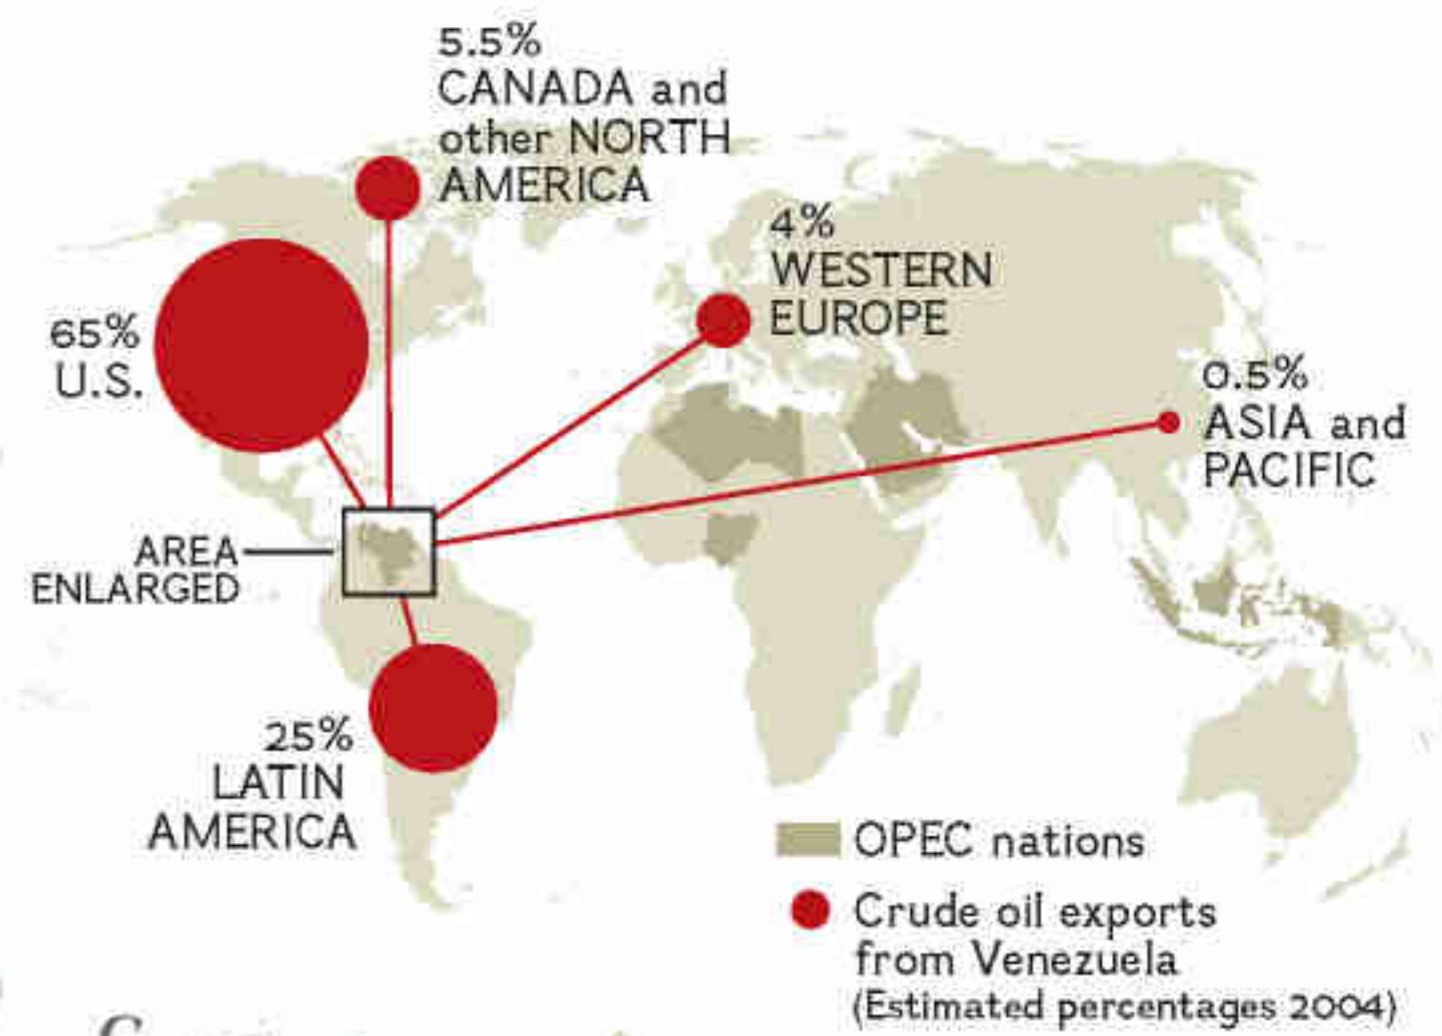 5.5%
CANADA and
other NORTH
AMERICA
4%
WESTERN
EUROPE
65%
U.S.
0.5%
ASIA and
PACIFIC
AREA
ENLARGED
25%
LATIN
AMERICA
OPEC nations
Crude oil exports
from Venezuela
(Estimated percentages 2004)